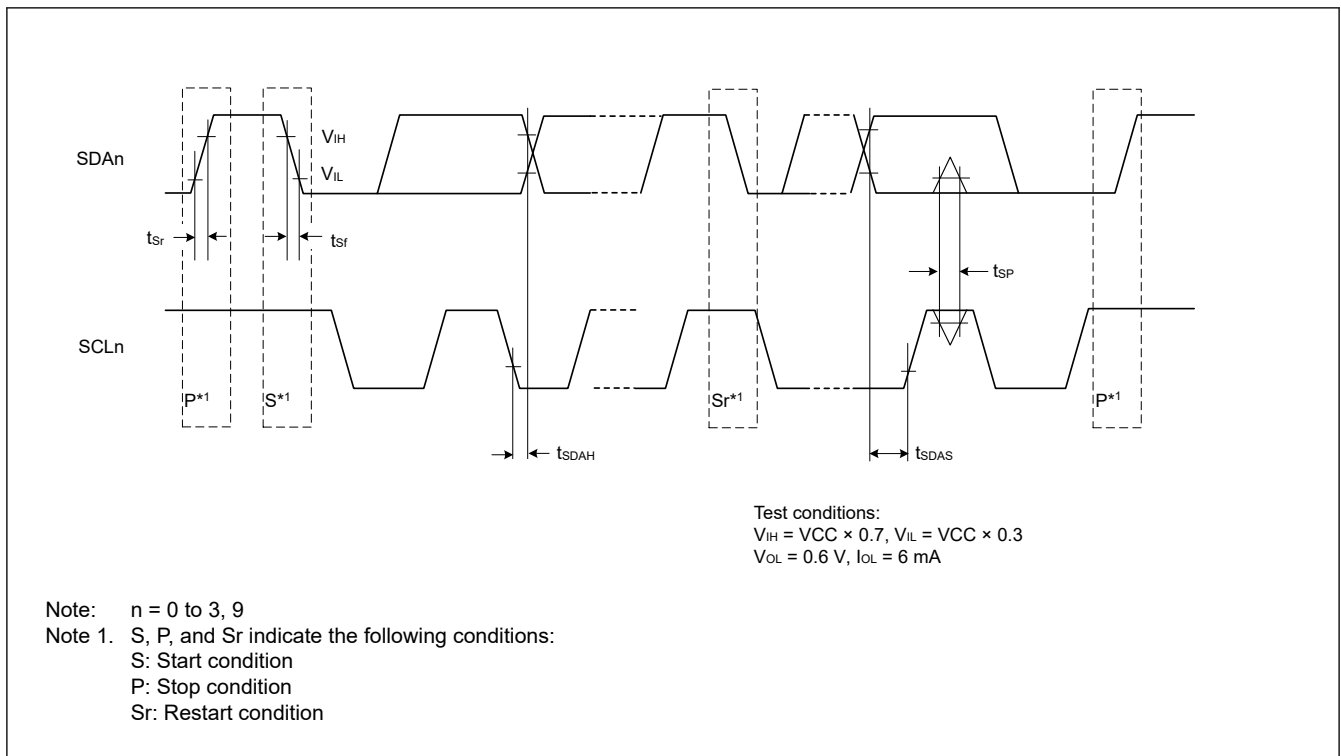 SDAn
VIH
VIL
tSr
tSf
tSP
SCLn
P*1
S*1
Sr*1
P*1
tSDAH
tSDAS
Test conditions:
VIH = VCC × 0.7, VIL = VCC × 0.3
VOL = 0.6 V, IOL = 6 mA
Note: n = 0 to 3, 9
Note 1. S, P, and Sr indicate the following conditions:
S: Start condition
P: Stop condition
Sr: Restart condition